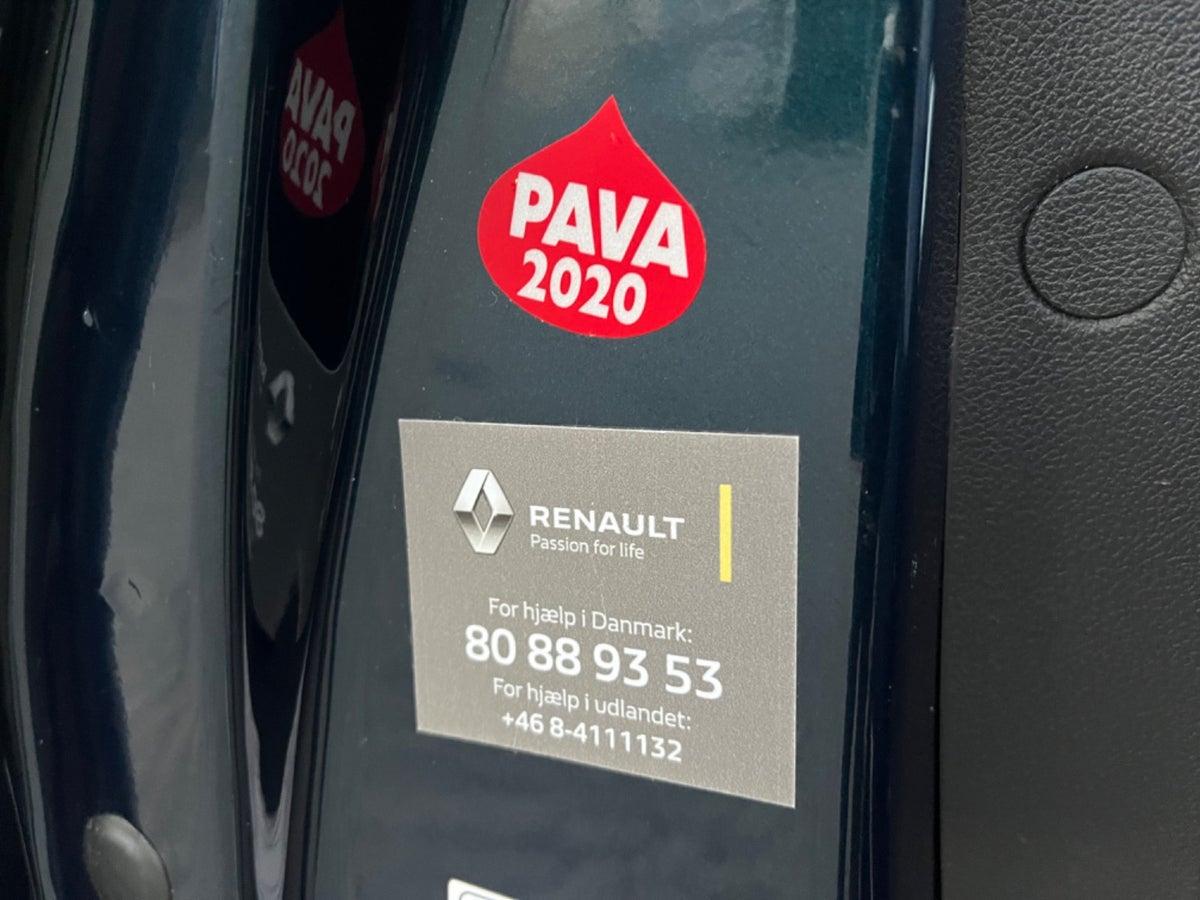 PAVA
2020
RENAULT
Passion for life
For hjælp i Danmark:
80 88 93 53
For hjælp i udlandet:
+46 8-4111132